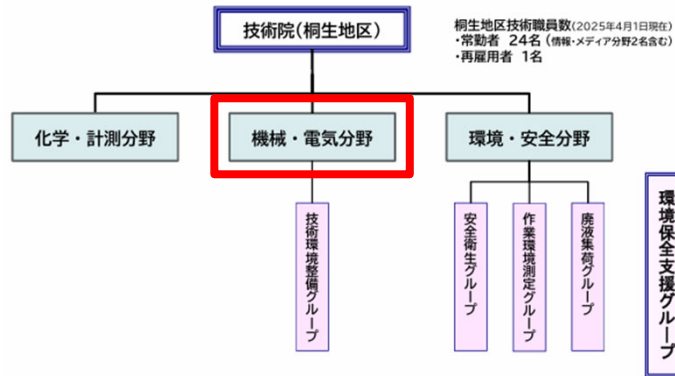 技術院(桐生地区)
桐生地区技術職員数(2025年4月1日現在)
・常勤者 24名 (情報・メディア分野2名含む)
・再雇用者 1名
化学・計測分野
機械・電気分野
環境・安全分野
技術環境整備グループ
安全衛生グループ
作業環境測定グループ
廃液集荷グループ
環境保全支援グループ